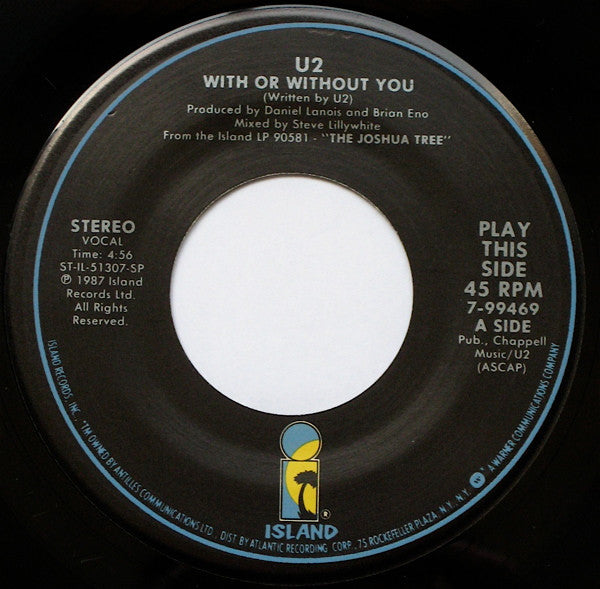 U2
WITH OR WITHOUT YOU
(Written by U2)
Produced by Daniel Lanois and Brian Eno
Mixed by Steve Lillywhite
From the Island LP 90581 - "THE JOSHUA TREE"
STEREO
VOCAL
Time: 4:56
ST-IL-51307-SP
℗ 1987 Island
Records Ltd.
All Rights
Reserved.
PLAY
THIS
SIDE
45 RPM
7-99469
A SIDE
Pub., Chappell
Music/U2
(ASCAP)
®
ISLAND
ISLAND RECORDS, INC. *TM OWNED BY ANTILLES COMMUNICATIONS LTD., DIST. BY ATLANTIC RECORDING CORP., 75 ROCKEFELLER PLAZA, N.Y., N.Y. A WARNER COMMUNICATIONS COMPANY